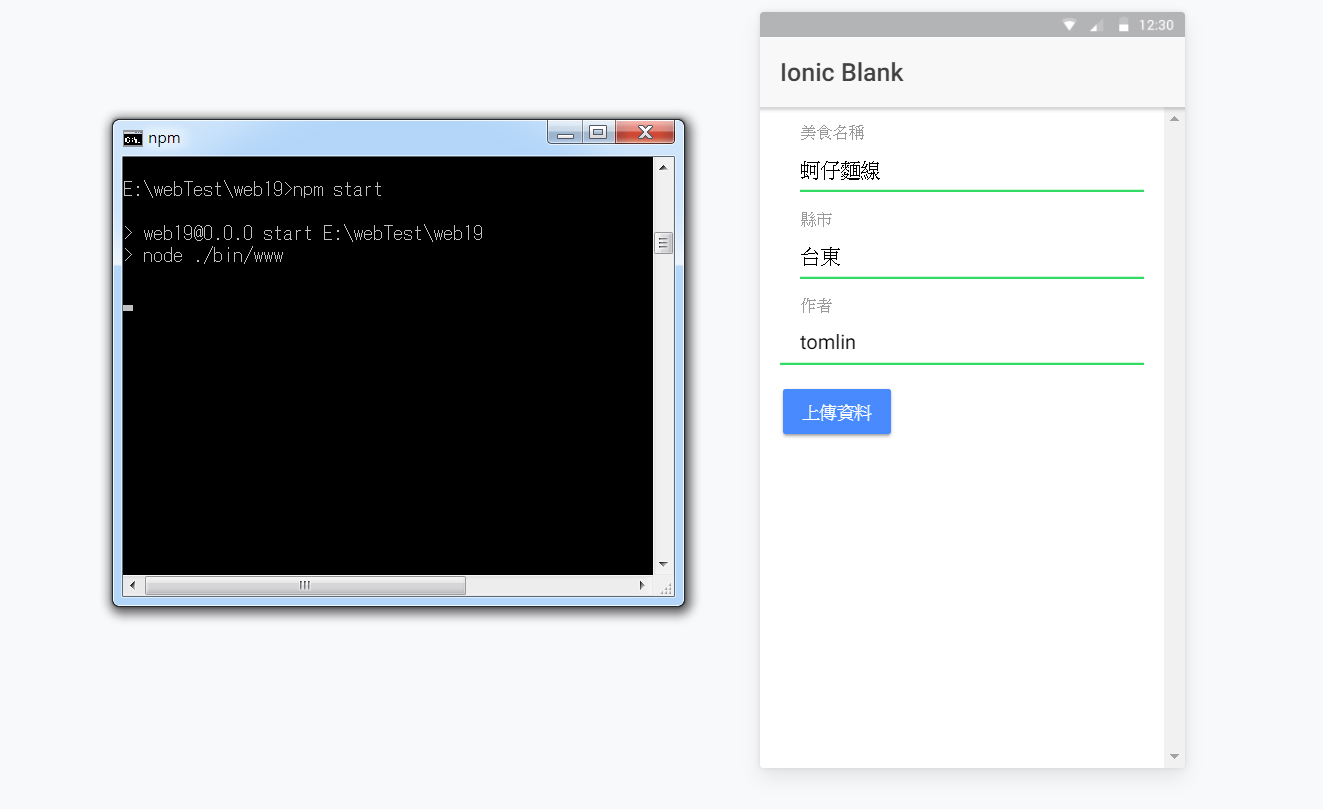 npm
E:\webTest\web19>npm start
> web19@0.0.0 start E:\webTest\web19
> node ./bin/www
12:30
Ionic Blank
美食名稱
蚵仔麵線
縣市
台東
作者
tomlin
上傳資料